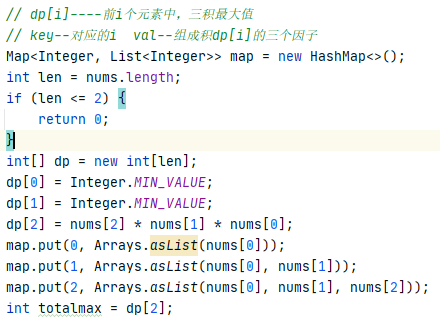 // dp[i]----前i个元素中，三积最大值
// key--对应的i  val--组成积dp[i]的三个因子
Map<Integer, List<Integer>> map = new HashMap<>();
int len = nums.length;
if (len <= 2) {
    return 0;
}
int[] dp = new int[len];
dp[0] = Integer.MIN_VALUE;
dp[1] = Integer.MIN_VALUE;
dp[2] = nums[2] * nums[1] * nums[0];
map.put(0, Arrays.asList(nums[0]));
map.put(1, Arrays.asList(nums[0], nums[1]));
map.put(2, Arrays.asList(nums[0], nums[1], nums[2]));
int totalmax = dp[2];